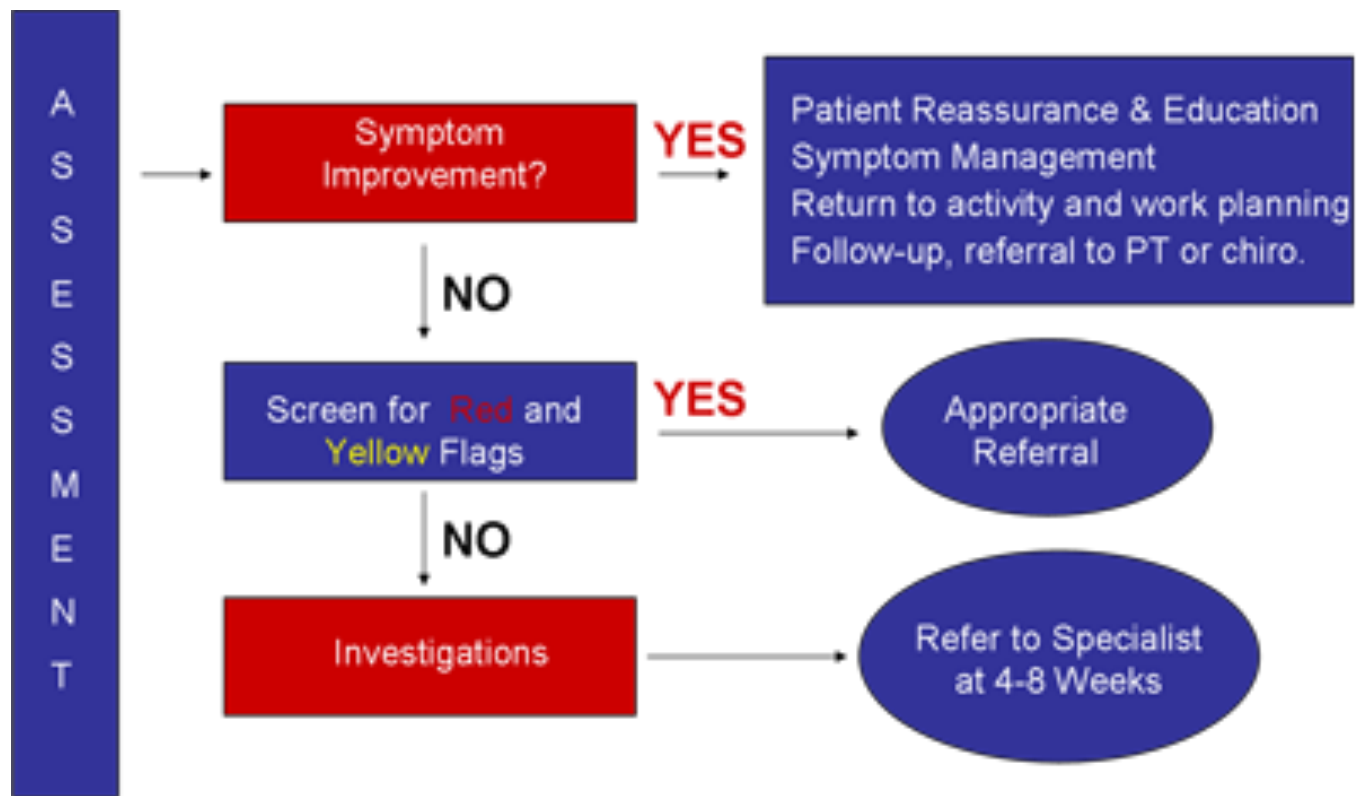 ASSESSMENT
Symptom
Improvement?
YES
Patient Reassurance & Education
Symptom Management
Return to activity and work planning
Follow-up, referral to PT or chiro.
NO
Screen for Red and
Yellow Flags
YES
Appropriate
Referral
NO
Investigations
Refer to Specialist
at 4-8 Weeks